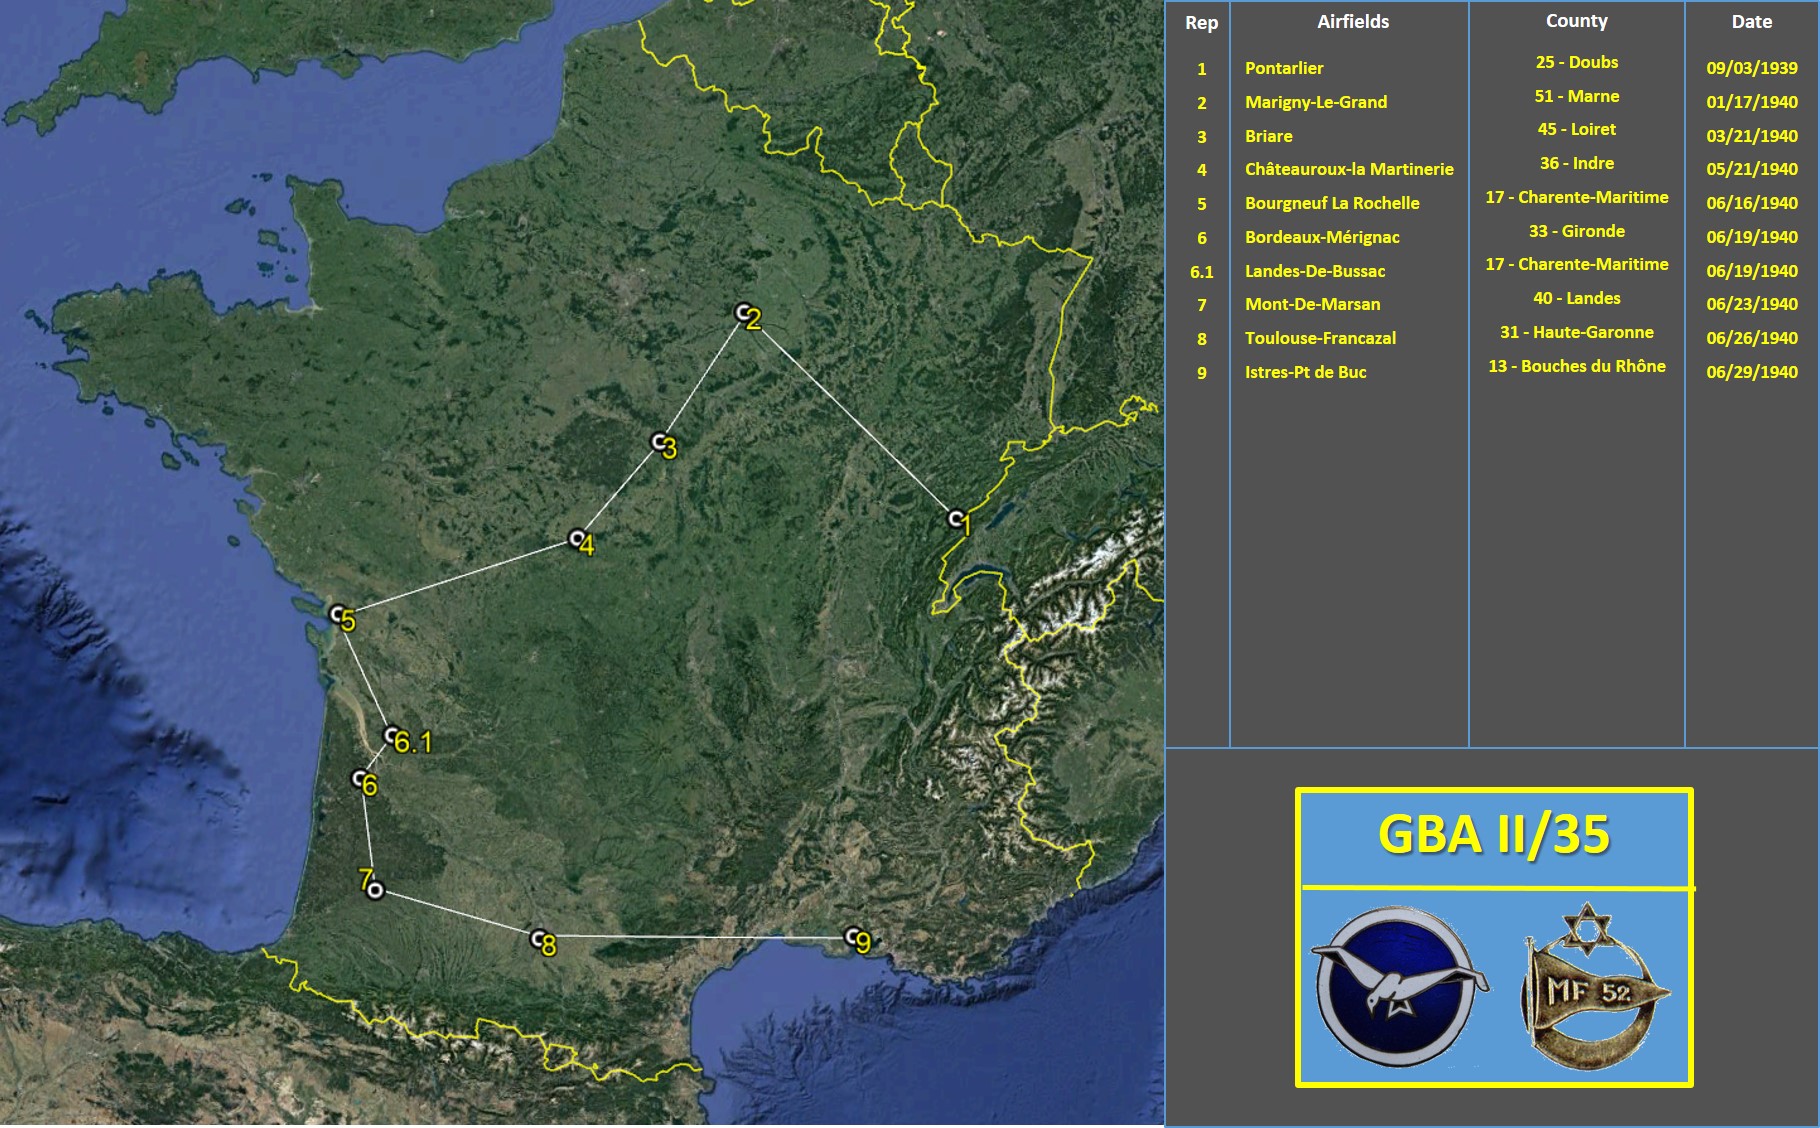 Rep Airfields County Date
1 Pontarlier 25 - Doubs 09/03/1939
2 Marigny-Le-Grand 51 - Marne 01/17/1940
3 Briare 45 - Loiret 03/21/1940
4 Châteauroux-la Martinerie 36 - Indre 05/21/1940
5 Bourgneuf La Rochelle 17 - Charente-Maritime 06/16/1940
6 Bordeaux-Mérignac 33 - Gironde 06/19/1940
6.1 Landes-De-Bussac 17 - Charente-Maritime 06/19/1940
7 Mont-De-Marsan 40 - Landes 06/23/1940
8 Toulouse-Francazal 31 - Haute-Garonne 06/26/1940
9 Istres-Pt de Buc 13 - Bouches du Rhône 06/29/1940
2
3
1
4
5
6.1
6
7
8
9
GBA II/35
MF 52